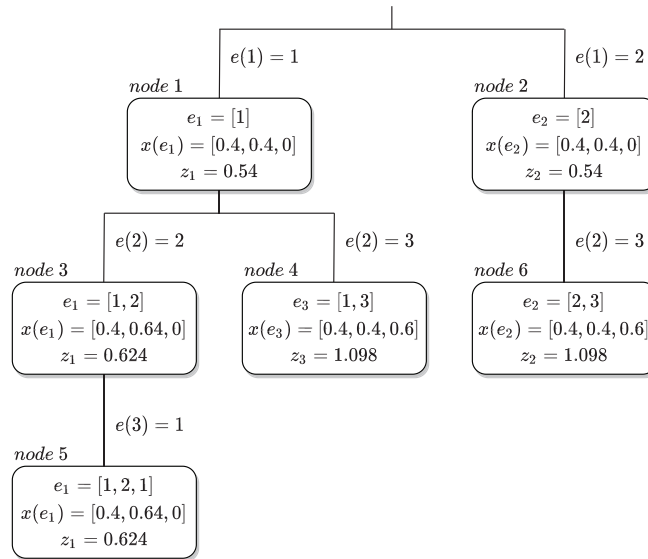 e(1) = 1
e(1) = 2
node 1
e₁ = [1]
x(e₁) = [0.4, 0.4, 0]
z₁ = 0.54
node 2
e₂ = [2]
x(e₂) = [0.4, 0.4, 0]
z₂ = 0.54
e(2) = 2
e(2) = 3
e(2) = 3
node 3
e₁ = [1, 2]
x(e₁) = [0.4, 0.64, 0]
z₁ = 0.624
node 4
e₃ = [1, 3]
x(e₃) = [0.4, 0.4, 0.6]
z₃ = 1.098
node 6
e₂ = [2, 3]
x(e₂) = [0.4, 0.4, 0.6]
z₂ = 1.098
e(3) = 1
node 5
e₁ = [1, 2, 1]
x(e₁) = [0.4, 0.64, 0]
z₁ = 0.624